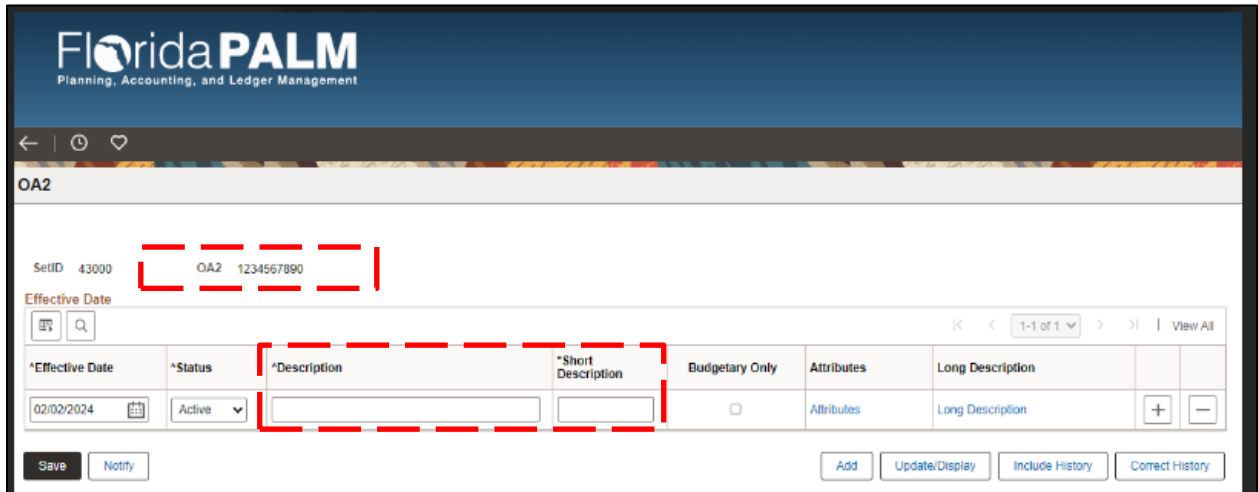 Florida PALM
Planning, Accounting, and Ledger Management
OA2
SetID 43000 OA2 1234567890
Effective Date
1-1 of 1 | View All
*Effective Date *Status *Description *Short Description Budgetary Only Attributes Long Description
02/02/2024 Active Attributes Long Description
Save Notify Add Update/Display Include History Correct History